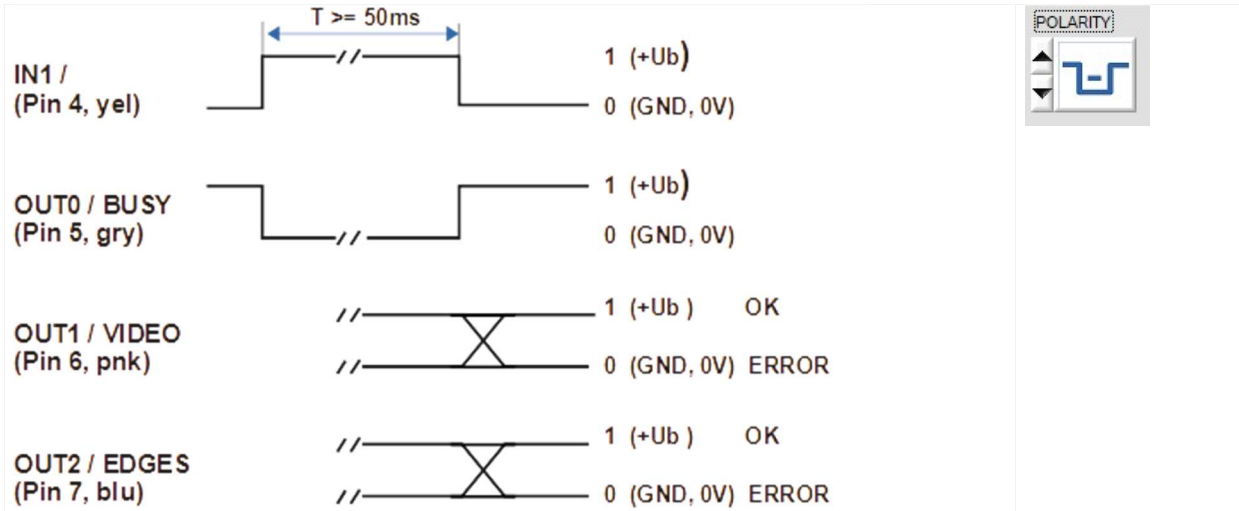 T >= 50ms
POLARITY
IN1 /
(Pin 4, yel)
1 (+Ub)
0 (GND, 0V)
OUT0 / BUSY
(Pin 5, gry)
1 (+Ub)
0 (GND, 0V)
OUT1 / VIDEO
(Pin 6, pnk)
1 (+Ub ) OK
0 (GND, 0V) ERROR
OUT2 / EDGES
(Pin 7, blu)
1 (+Ub ) OK
0 (GND, 0V) ERROR